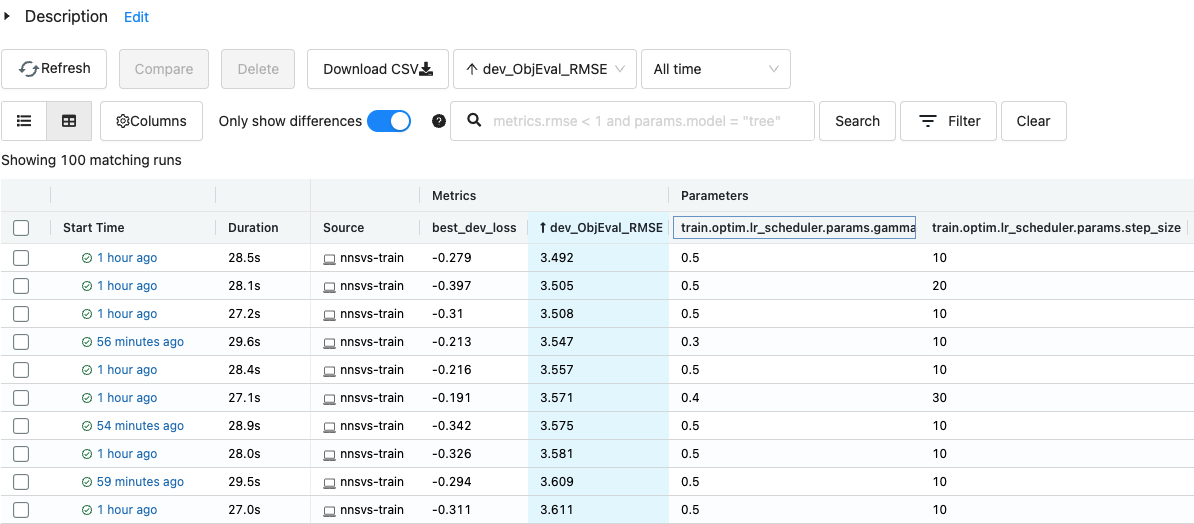 Description Edit
Refresh Compare Delete Download CSV dev_ObjEval_RMSE All time
Columns Only show differences ? metrics.rmse < 1 and params.model = "tree" Search Filter Clear
Showing 100 matching runs
Metrics Parameters
Start Time Duration Source best_dev_loss ↑ dev_ObjEval_RMSE train.optim.lr_scheduler.params.gamma train.optim.lr_scheduler.params.step_size
1 hour ago 28.5s nnsvs-train -0.279 3.492 0.5 10
1 hour ago 28.1s nnsvs-train -0.397 3.505 0.5 20
1 hour ago 27.2s nnsvs-train -0.31 3.508 0.5 10
56 minutes ago 29.6s nnsvs-train -0.213 3.547 0.3 10
1 hour ago 28.4s nnsvs-train -0.216 3.557 0.5 10
1 hour ago 27.1s nnsvs-train -0.191 3.571 0.4 30
54 minutes ago 28.9s nnsvs-train -0.342 3.575 0.5 10
1 hour ago 28.0s nnsvs-train -0.326 3.581 0.5 10
59 minutes ago 29.5s nnsvs-train -0.294 3.609 0.5 10
1 hour ago 27.0s nnsvs-train -0.311 3.611 0.5 10